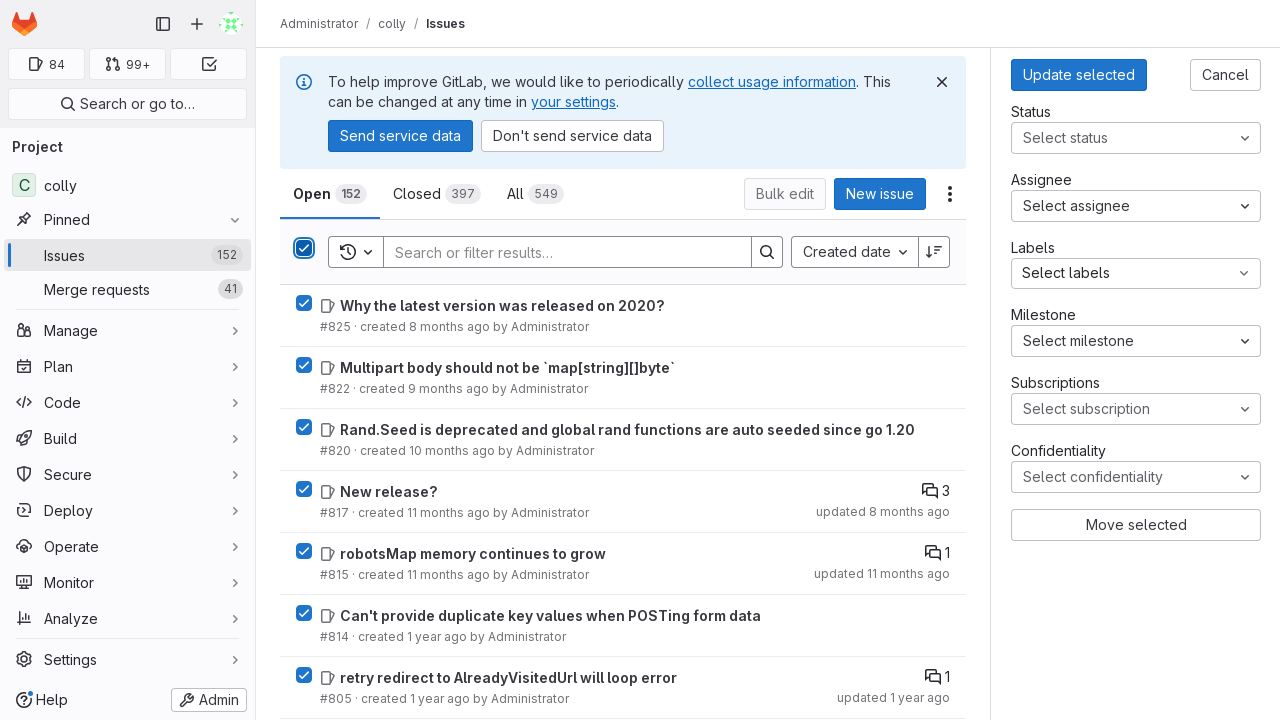 Administrator / colly / Issues
84
99+
Search or go to…
Project
C colly
Pinned
Issues 152
Merge requests 41
Manage
Plan
Code
Build
Secure
Deploy
Operate
Monitor
Analyze
Settings
Help
Admin
To help improve GitLab, we would like to periodically collect usage information. This
can be changed at any time in your settings.
Send service data
Don't send service data
Open 152
Closed 397
All 549
Bulk edit
New issue
Search or filter results…
Created date
Why the latest version was released on 2020?
#825 · created 8 months ago by Administrator
Multipart body should not be `map[string][]byte`
#822 · created 9 months ago by Administrator
Rand.Seed is deprecated and global rand functions are auto seeded since go 1.20
#820 · created 10 months ago by Administrator
New release?
3
#817 · created 11 months ago by Administrator
updated 8 months ago
robotsMap memory continues to grow
1
#815 · created 11 months ago by Administrator
updated 11 months ago
Can't provide duplicate key values when POSTing form data
#814 · created 1 year ago by Administrator
retry redirect to AlreadyVisitedUrl will loop error
1
#805 · created 1 year ago by Administrator
updated 1 year ago
Update selected
Cancel
Status
Select status
Assignee
Select assignee
Labels
Select labels
Milestone
Select milestone
Subscriptions
Select subscription
Confidentiality
Select confidentiality
Move selected